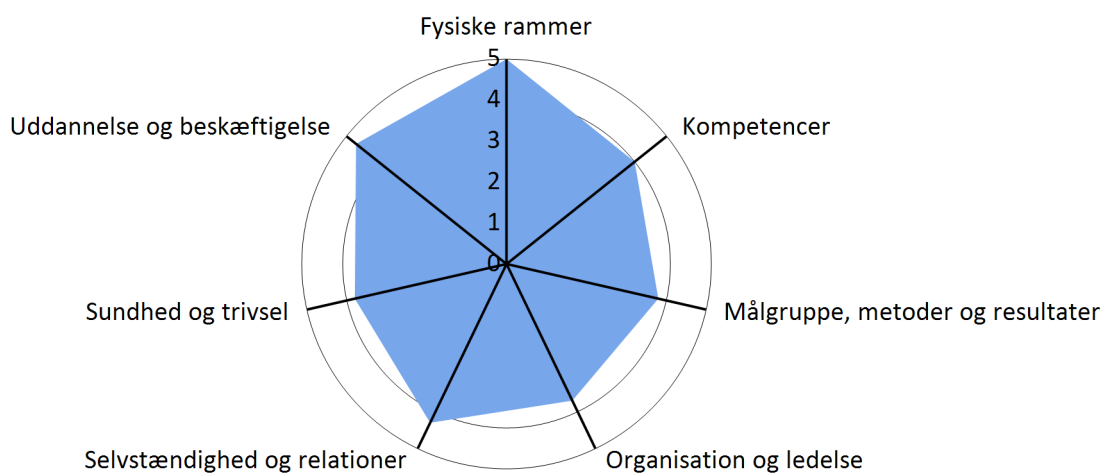 Fysiske rammer
5
4
3
2
1
0
Kompetencer
Målgruppe, metoder og resultater
Organisation og ledelse
Selvstændighed og relationer
Sundhed og trivsel
Uddannelse og beskæftigelse